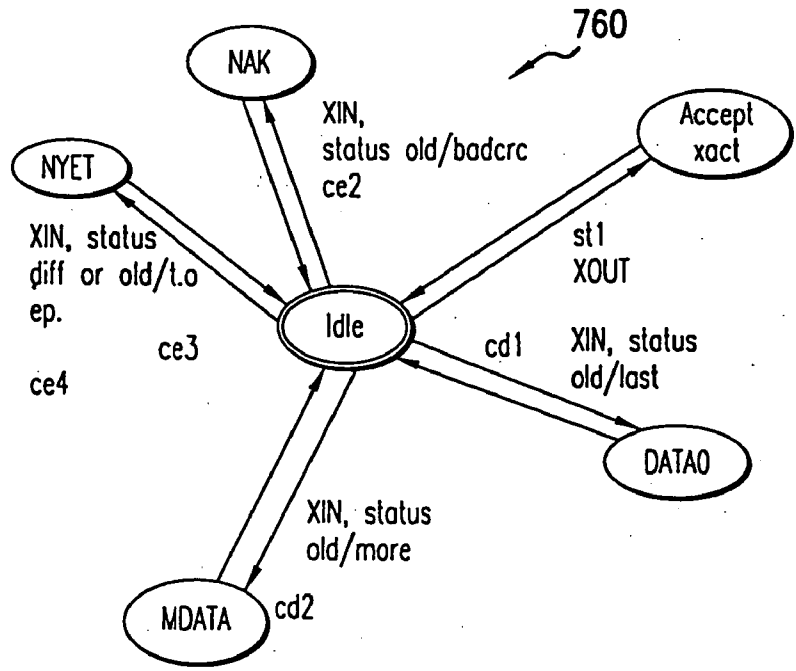 760
NAK
XIN,
status old/badcrc
ce2
Accept
xact
NYET
XIN, status
diff or old/t.o
ep.
st1
XOUT
Idle
ce3
ce4
cd1
XIN, status
old/last
DATA0
XIN, status
old/more
MDATA
cd2